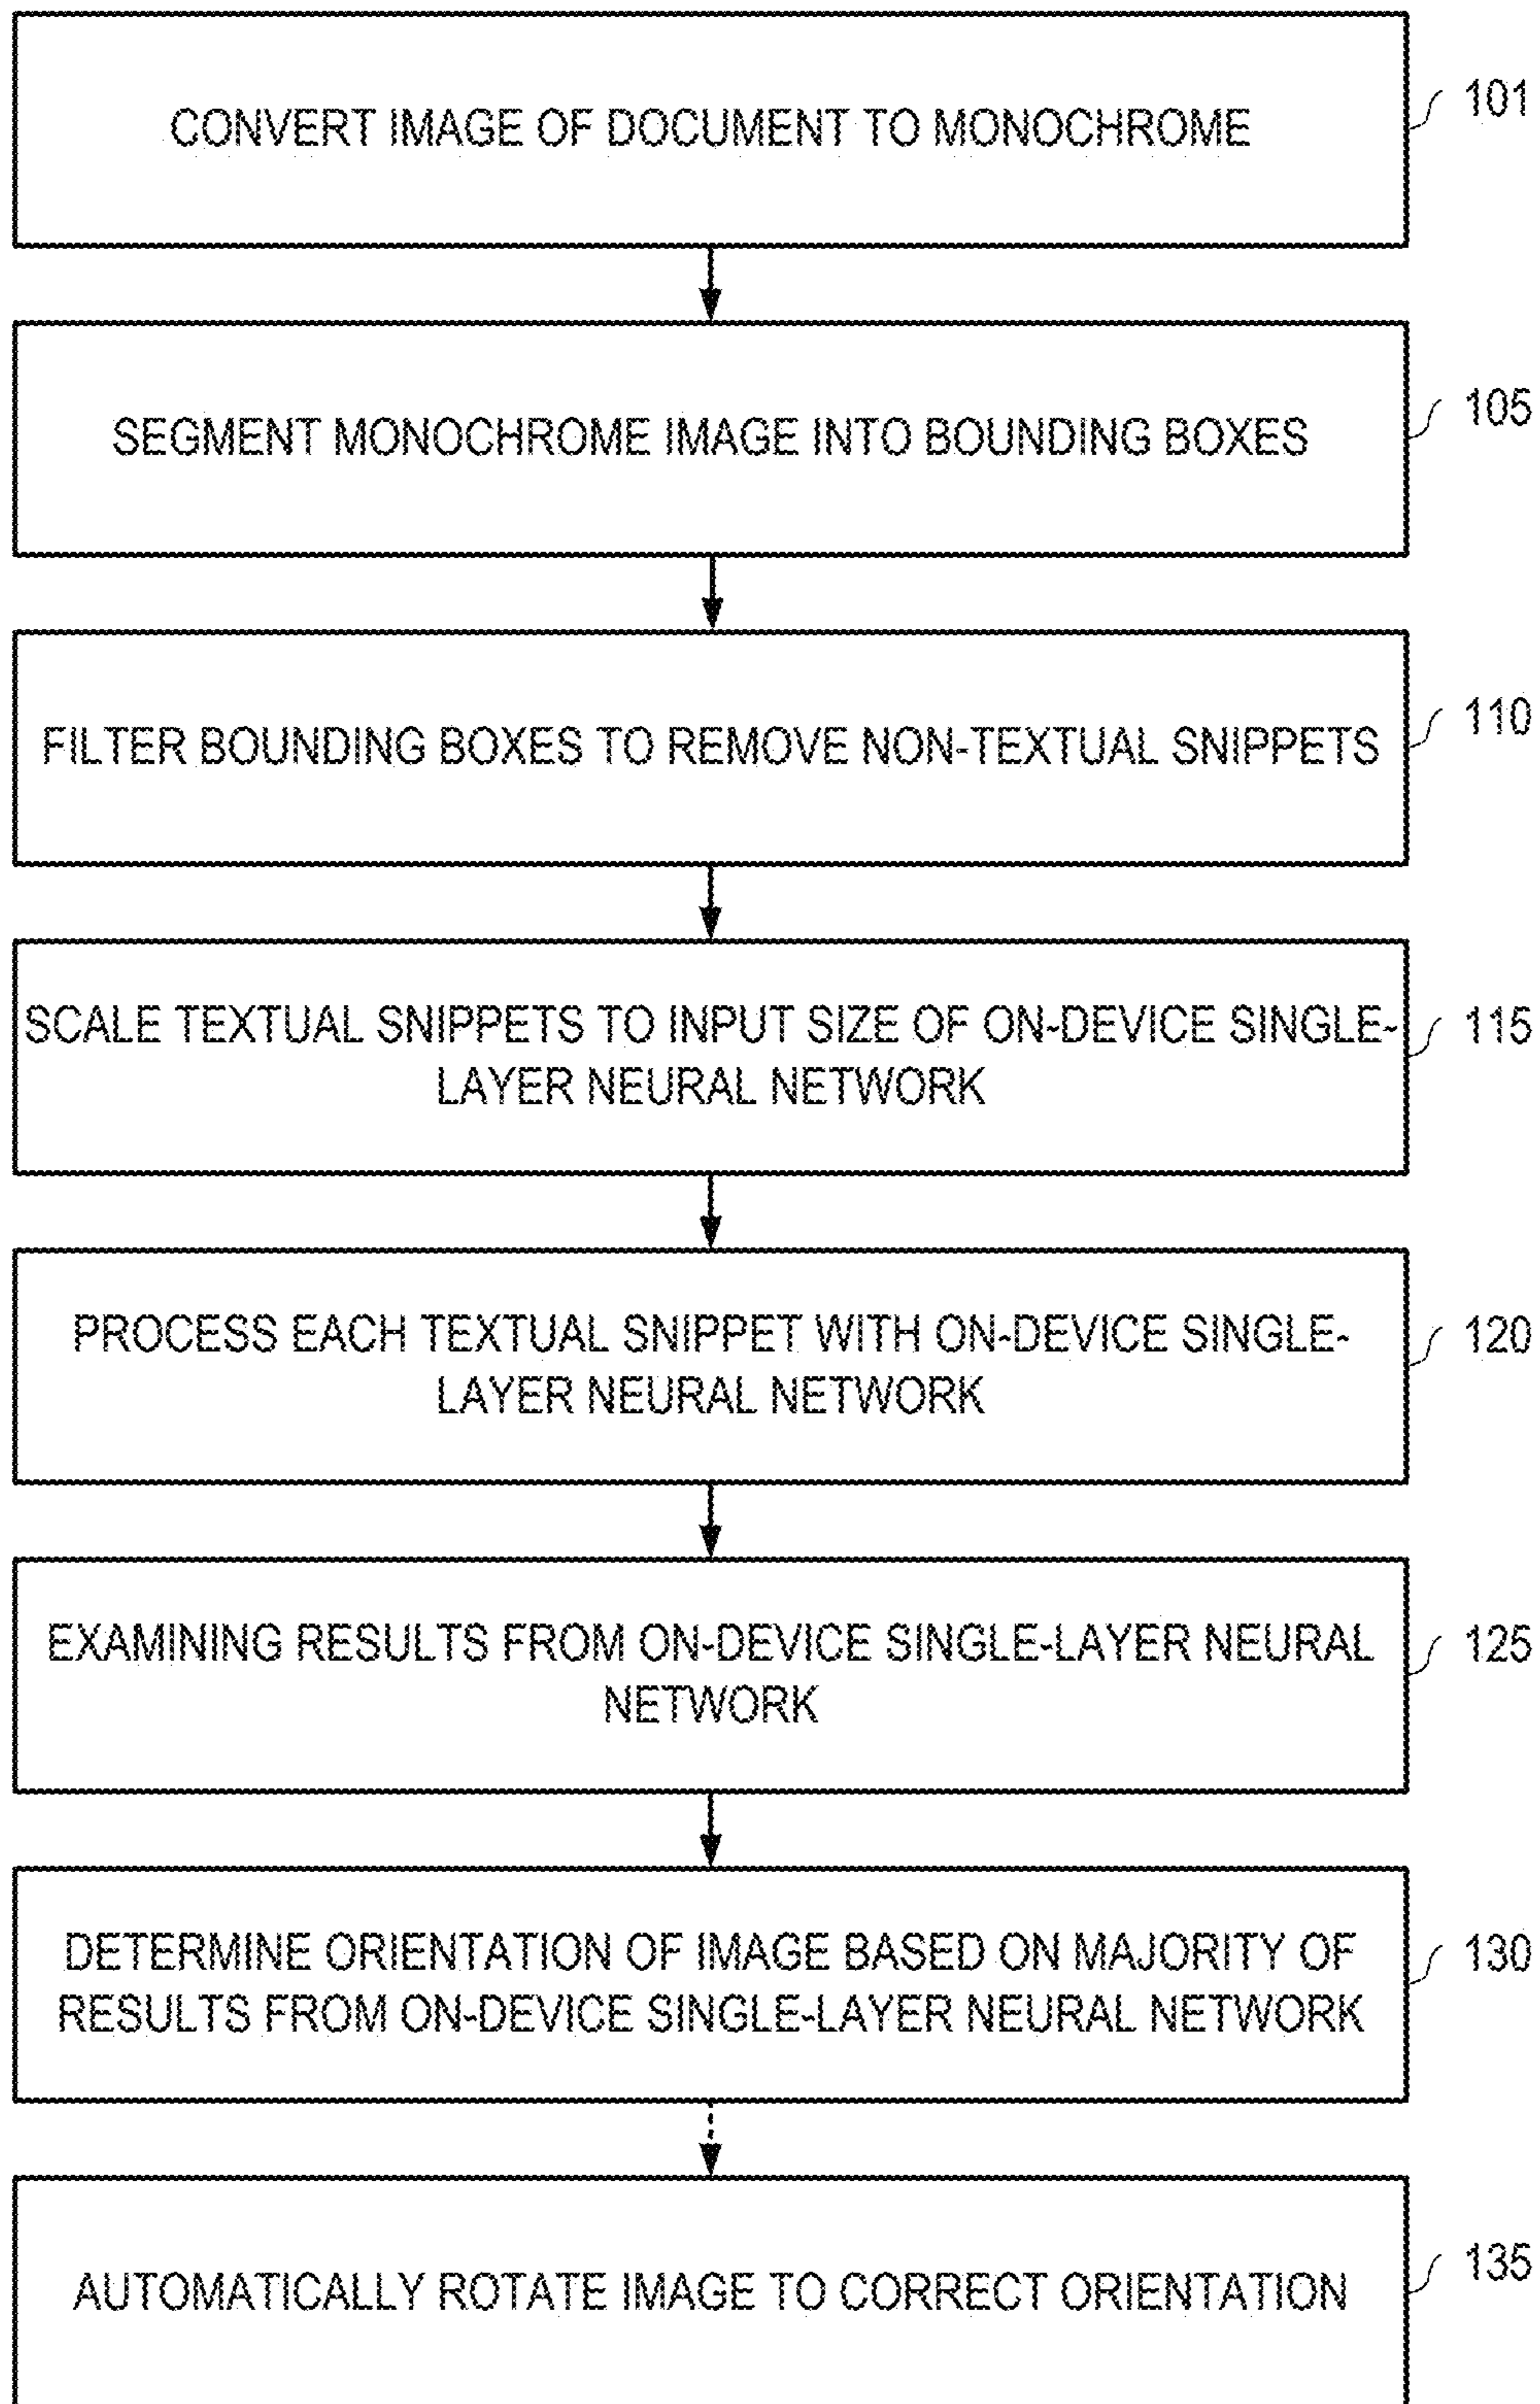 CONVERT IMAGE OF DOCUMENT TO MONOCHROME
101
SEGMENT MONOCHROME IMAGE INTO BOUNDING BOXES
105
FILTER BOUNDING BOXES TO REMOVE NON-TEXTUAL SNIPPETS
110
SCALE TEXTUAL SNIPPETS TO INPUT SIZE OF ON-DEVICE SINGLE-
LAYER NEURAL NETWORK
115
PROCESS EACH TEXTUAL SNIPPET WITH ON-DEVICE SINGLE-
LAYER NEURAL NETWORK
120
EXAMINING RESULTS FROM ON-DEVICE SINGLE-LAYER NEURAL
NETWORK
125
DETERMINE ORIENTATION OF IMAGE BASED ON MAJORITY OF
RESULTS FROM ON-DEVICE SINGLE-LAYER NEURAL NETWORK
130
AUTOMATICALLY ROTATE IMAGE TO CORRECT ORIENTATION
135